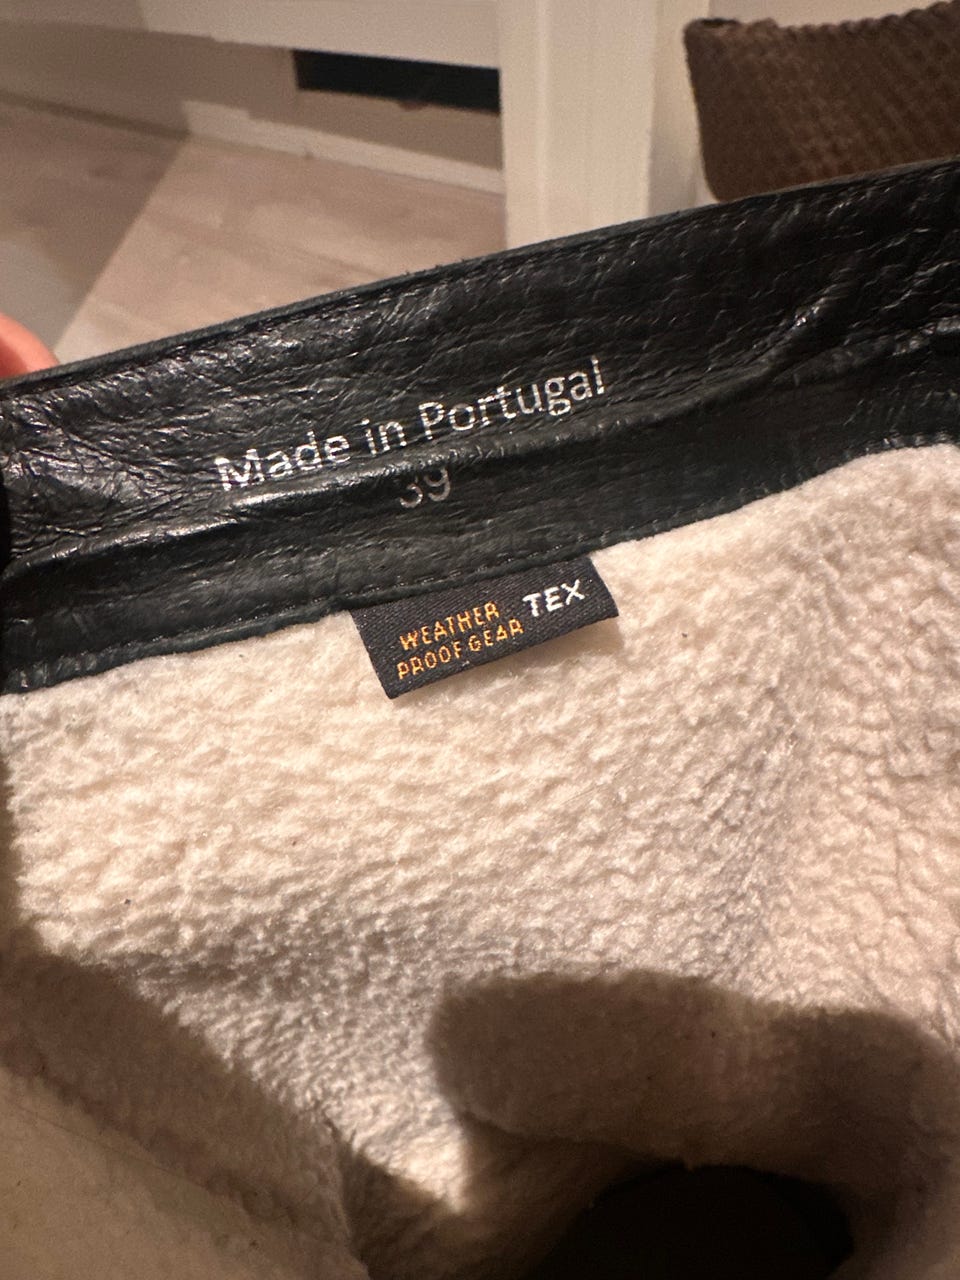 Made in Portugal
39
WEATHER TEX
PROOF GEAR